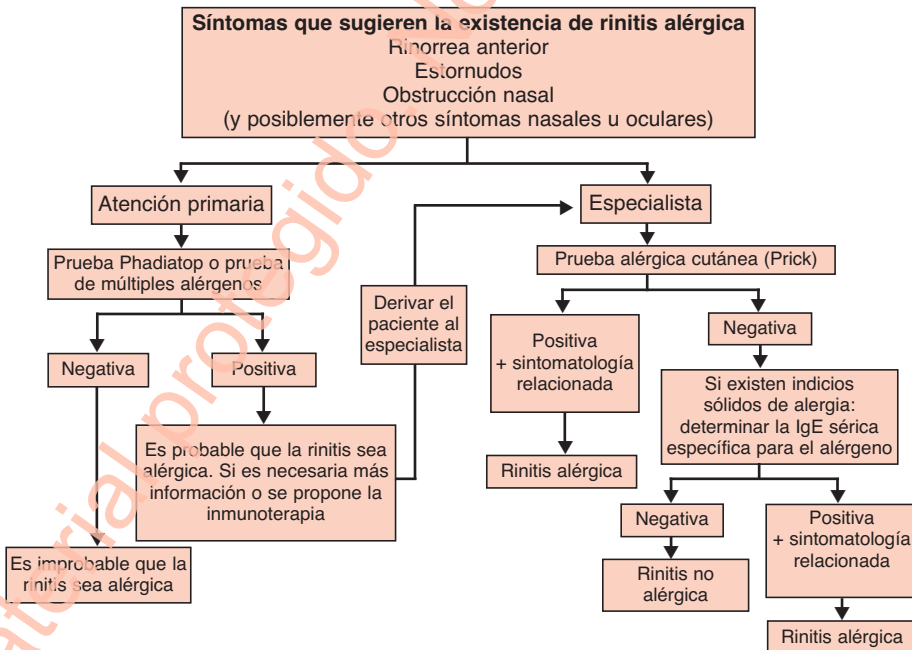 Síntomas que sugieren la existencia de rinitis alérgica
Rinorrea anterior
Estornudos
Obstrucción nasal
(y posiblemente otros síntomas nasales u oculares)
Atención primaria
Especialista
Prueba Phadiatop o prueba
de múltiples alérgenos
Prueba alérgica cutánea (Prick)
Derivar el
paciente al
especialista
Negativa
Positiva
Positiva
+ sintomatología
relacionada
Negativa
Si existen indicios
sólidos de alergia:
determinar la IgE sérica
específica para el alérgeno
Es probable que la rinitis sea
alérgica. Si es necesaria más
información o se propone la
inmunoterapia
Rinitis alérgica
Negativa
Positiva
+ sintomatología
relacionada
Es improbable que la
rinitis sea alérgica
Rinitis no
alérgica
Rinitis alérgica
aterial protegido. No